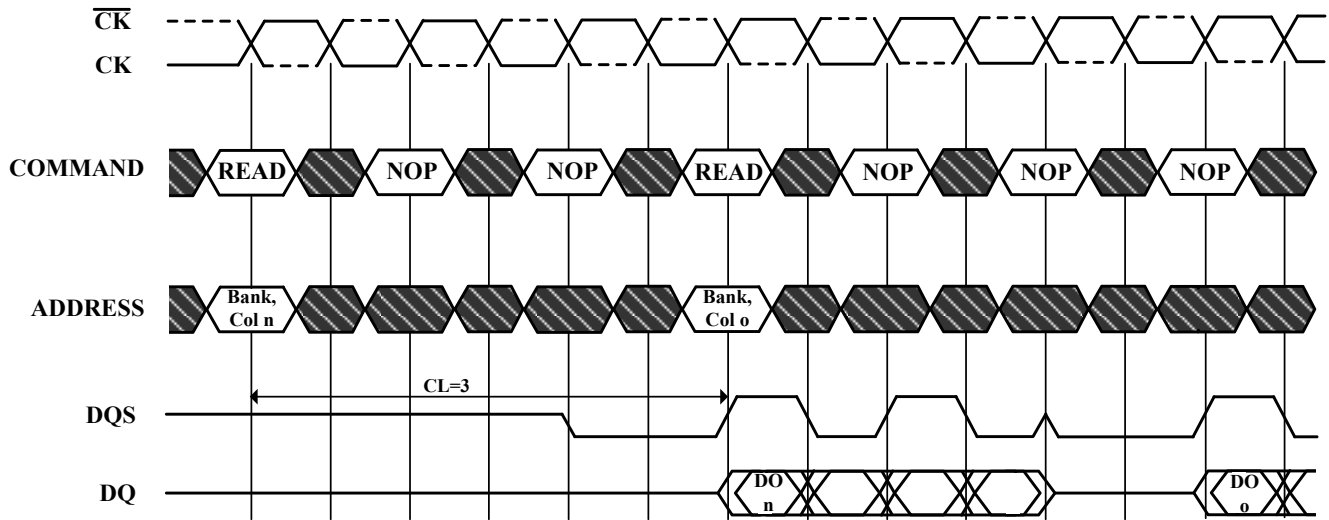 C̅K̅
CK
COMMAND READ NOP NOP READ NOP NOP NOP
ADDRESS Bank, Col n Bank, Col o
CL=3
DQS
DQ DO n DO o